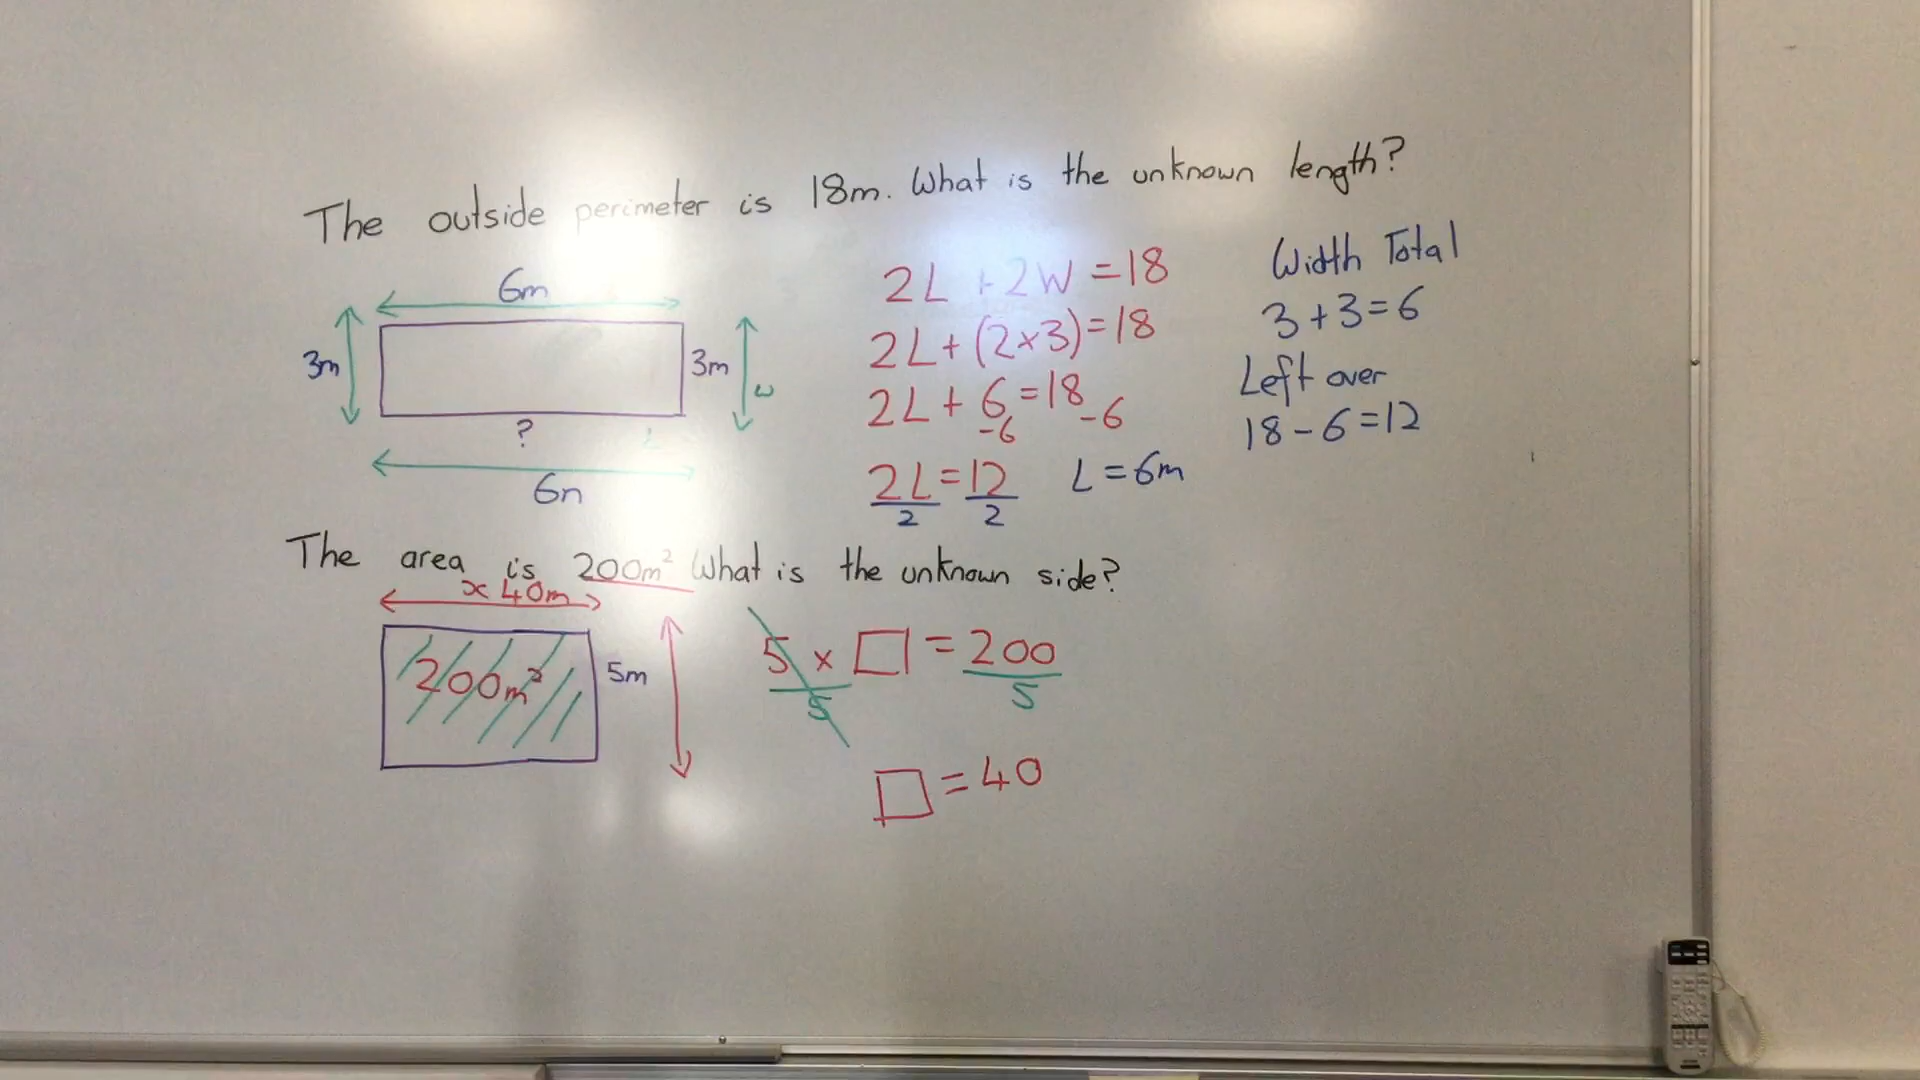 The outside perimeter is 18m. What is the unknown length?
6m
3m
3m
w
?
L
6m
2L + 2W = 18
2L + (2×3) = 18
2L + 6 = 18
-6 -6
2L = 12
2 2
L = 6m
Width Total
3 + 3 = 6
Left over
18 - 6 = 12
The area is 200m² What is the unknown side?
x 40m
200m²
5m
5 × □ = 200
5 5
□ = 40